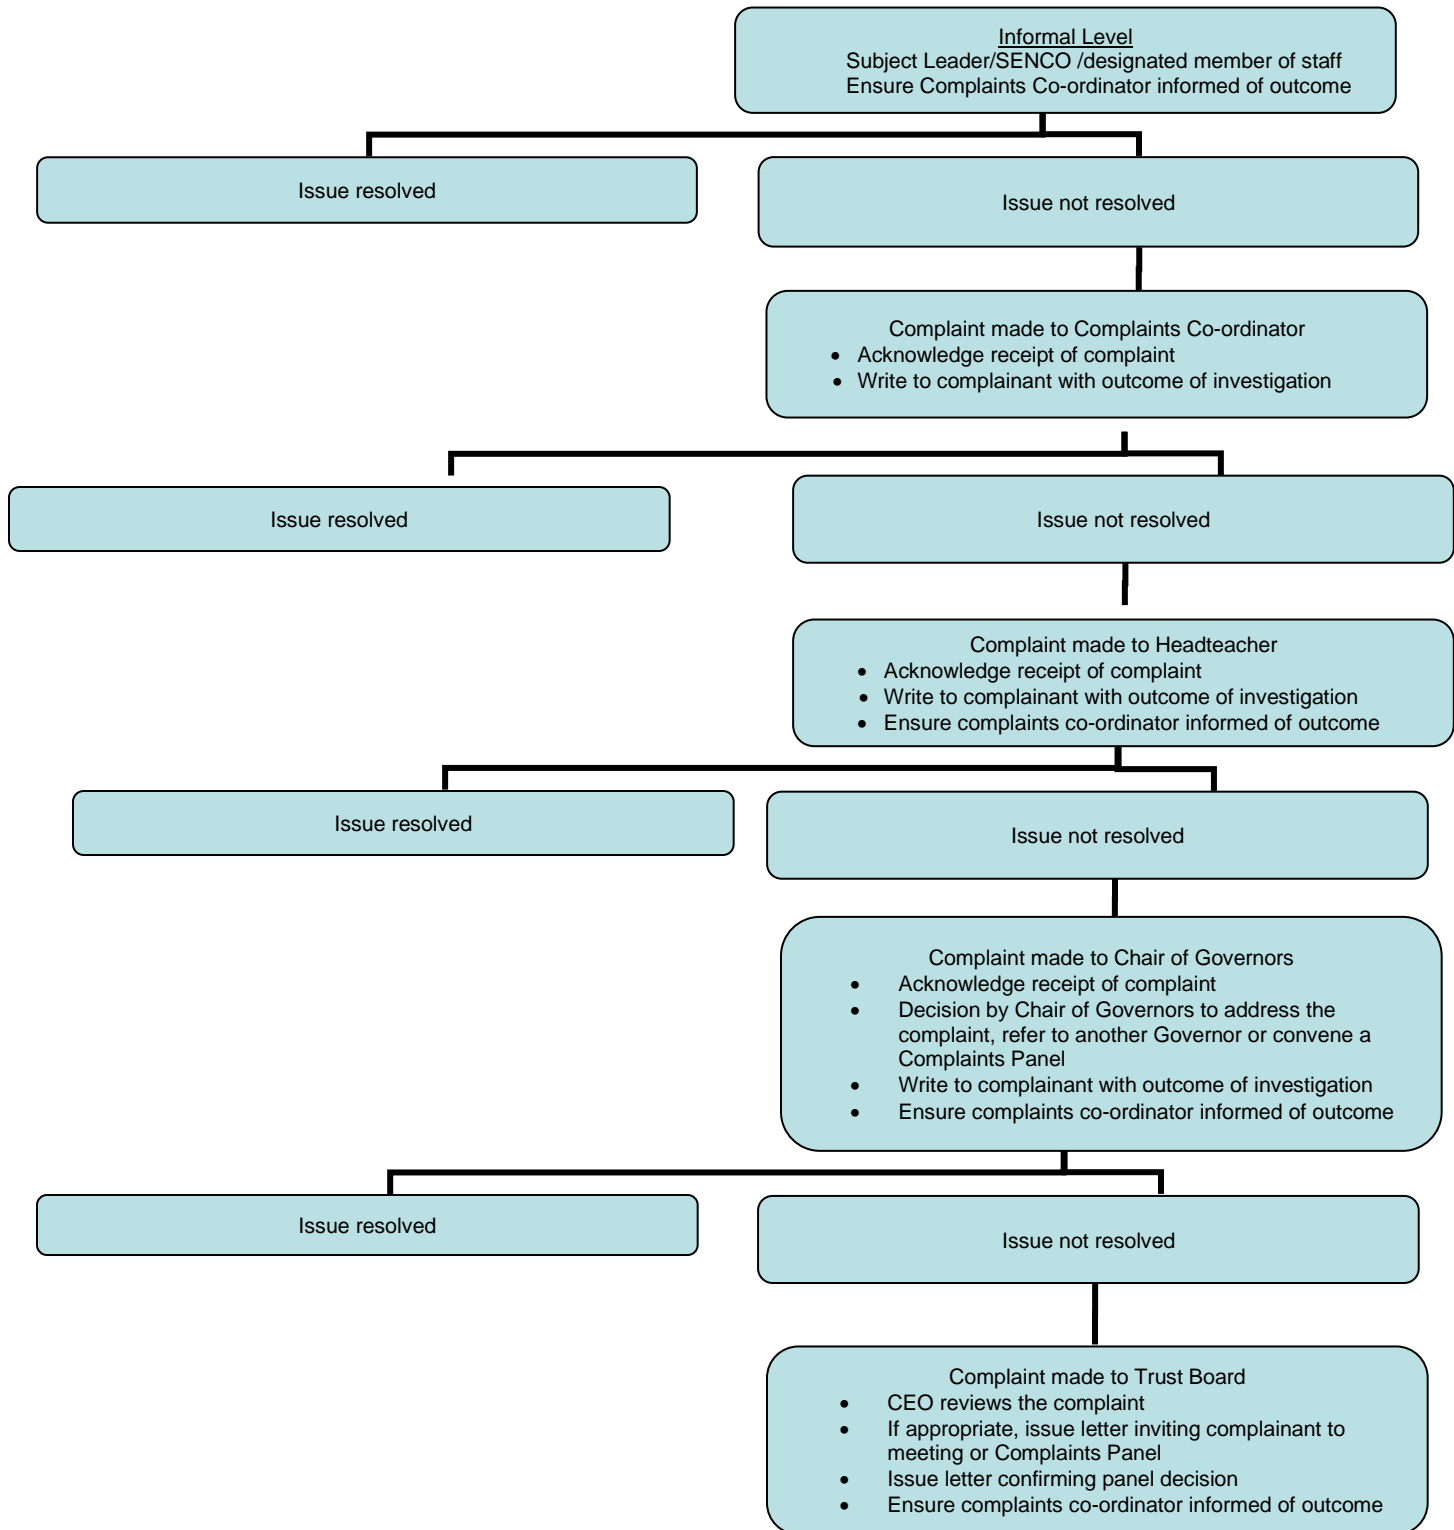 Informal Level
Subject Leader/SENCO /designated member of staff
Ensure Complaints Co-ordinator informed of outcome
Issue resolved
Issue not resolved
Complaint made to Complaints Co-ordinator
• Acknowledge receipt of complaint
• Write to complainant with outcome of investigation
Issue resolved
Issue not resolved
Complaint made to Headteacher
• Acknowledge receipt of complaint
• Write to complainant with outcome of investigation
• Ensure complaints co-ordinator informed of outcome
Issue resolved
Issue not resolved
Complaint made to Chair of Governors
• Acknowledge receipt of complaint
• Decision by Chair of Governors to address the
complaint, refer to another Governor or convene a
Complaints Panel
• Write to complainant with outcome of investigation
• Ensure complaints co-ordinator informed of outcome
Issue resolved
Issue not resolved
Complaint made to Trust Board
• CEO reviews the complaint
• If appropriate, issue letter inviting complainant to
meeting or Complaints Panel
• Issue letter confirming panel decision
• Ensure complaints co-ordinator informed of outcome